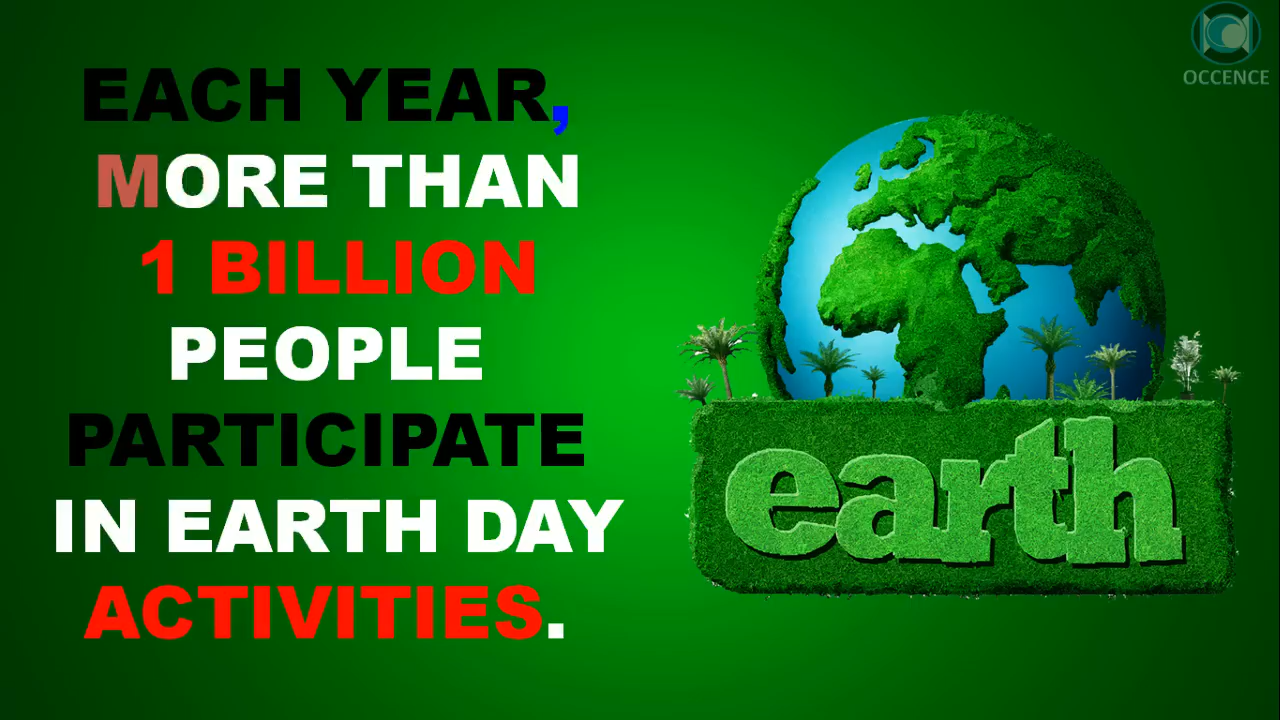 EACH YEAR,
MORE THAN
1 BILLION
PEOPLE
PARTICIPATE
IN EARTH DAY
ACTIVITIES.
OCCENCE
earth